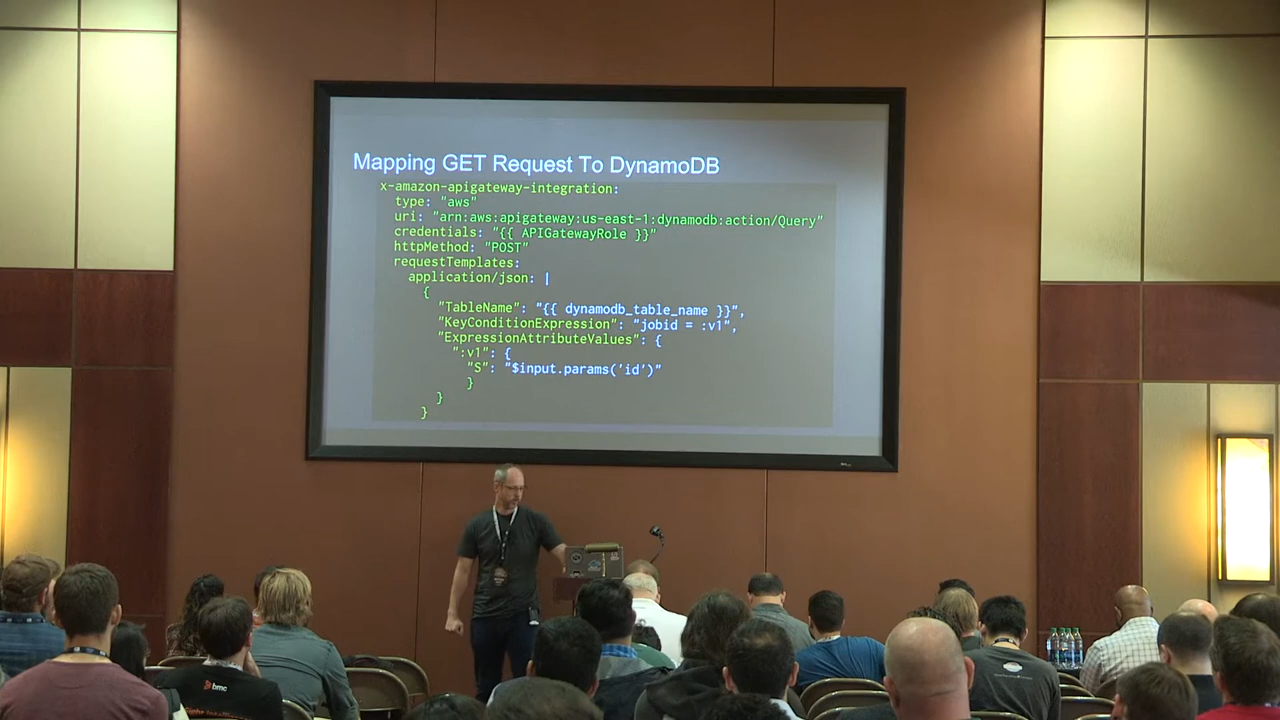 Mapping GET Request To DynamoDB
x-amazon-apigateway-integration:
type: "aws"
uri: "arn:aws:apigateway:us-east-1:dynamodb:action/Query"
credentials: "{{ APIGatewayRole }}"
httpMethod: "POST"
requestTemplates:
application/json: |
{
"TableName": "{{ dynamodb_table_name }}",
"KeyConditionExpression": "jobid = :v1",
"ExpressionAttributeValues": {
":v1": {
"S": "$input.params('id')"
}
}
}
bmc